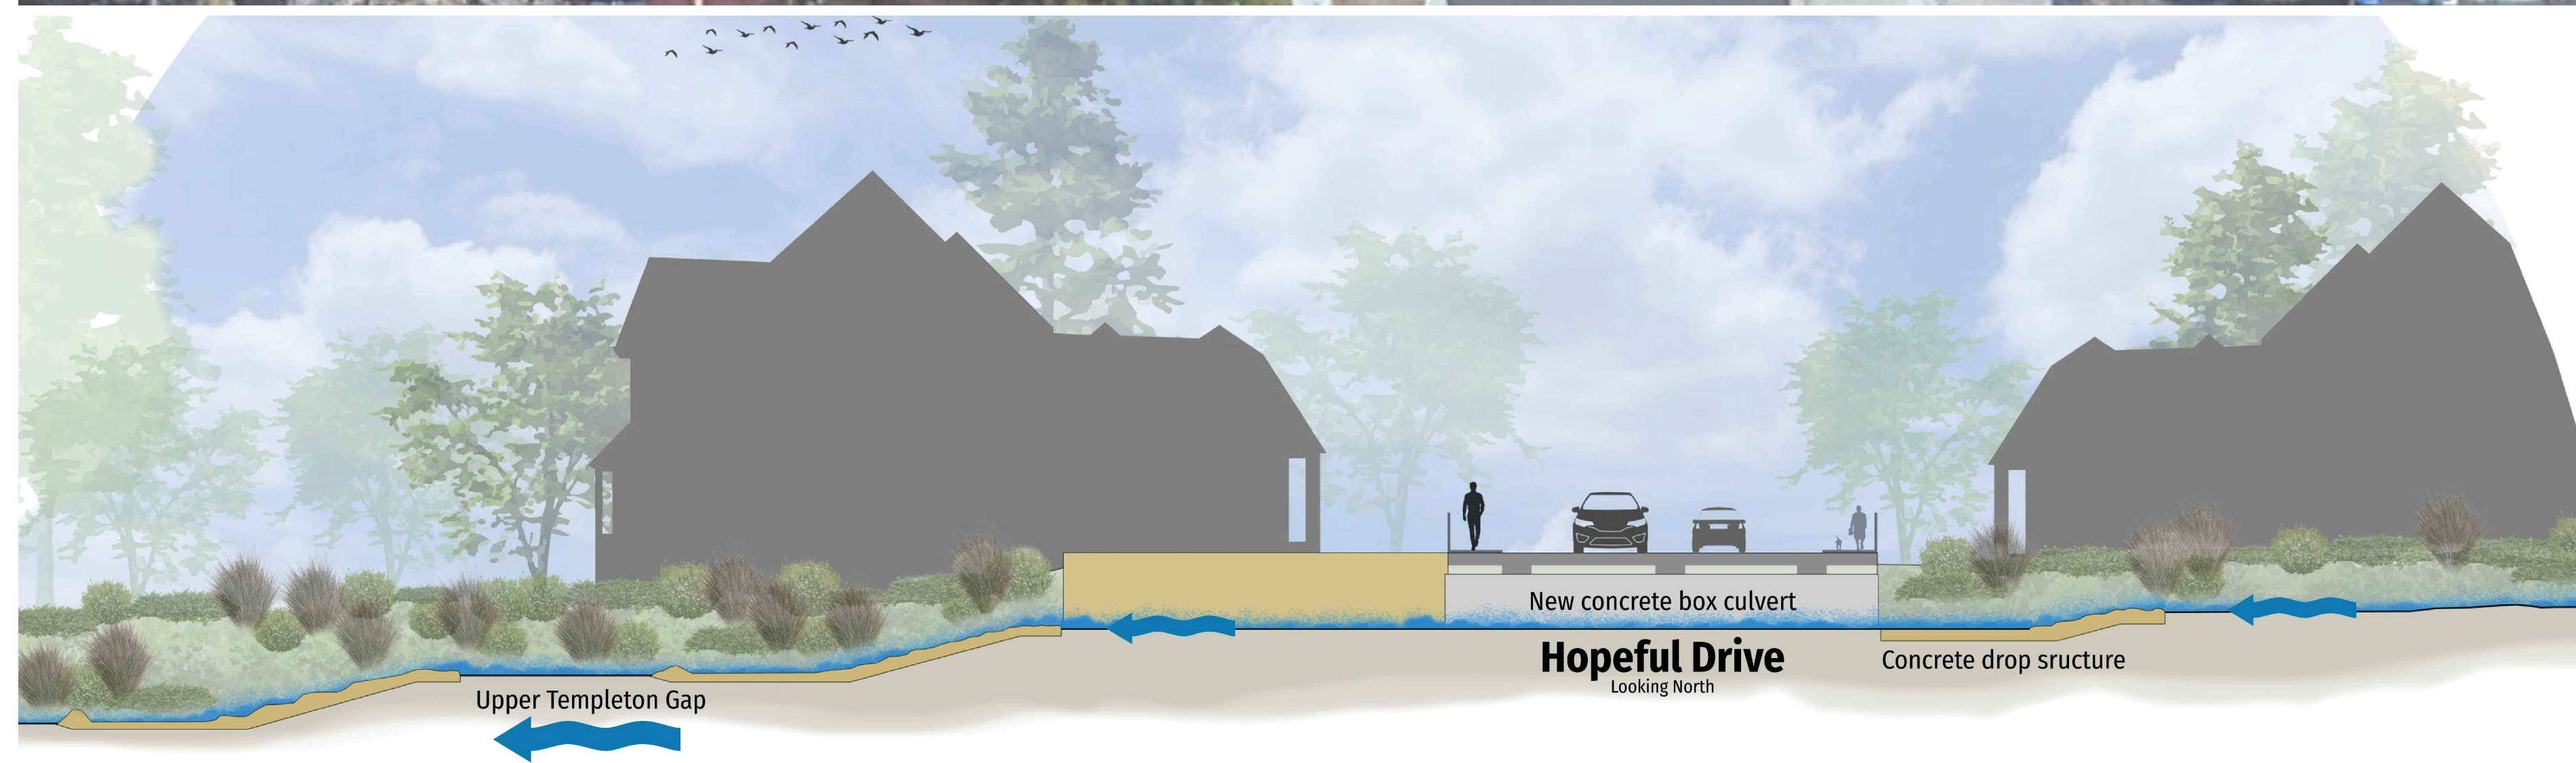 New concrete box culvert
Hopeful Drive
Looking North
Concrete drop sructure
Upper Templeton Gap